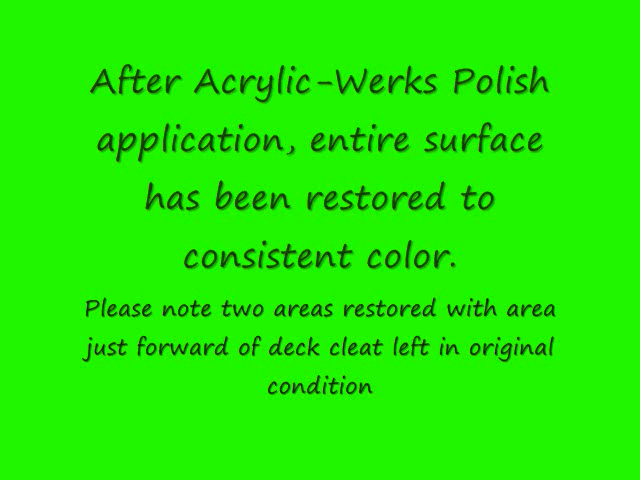 After Acrylic-Werks Polish
application, entire surface
has been restored to
consistent color.
Please note two areas restored with area
just forward of deck cleat left in original
condition